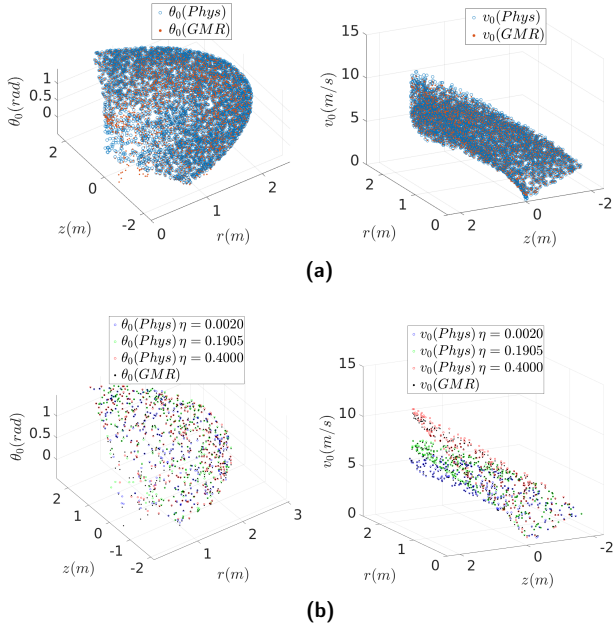 θ₀(Phys)
θ₀(GMR)
θ₀(rad)
1
0.5
0
2
0
-2
z(m)
0
1
2
r(m)
v₀(Phys)
v₀(GMR)
v₀(m/s)
15
10
5
0
2
1
0
r(m)
2
0
-2
z(m)
(a)
θ₀(Phys) η = 0.0020
θ₀(Phys) η = 0.1905
θ₀(Phys) η = 0.4000
θ₀(GMR)
θ₀(rad)
1
0.5
0
2
1
0
-1
-2
z(m)
1
2
3
r(m)
v₀(Phys) η = 0.0020
v₀(Phys) η = 0.1905
v₀(Phys) η = 0.4000
v₀(GMR)
v₀(m/s)
15
10
5
0
2
1
0
r(m)
2
0
-2
z(m)
(b)